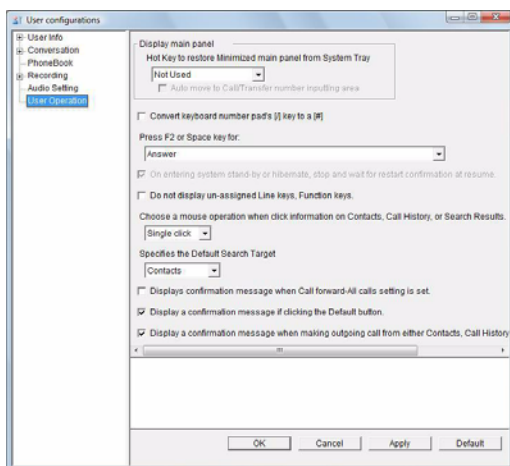 User configurations
User Info
Conversation
PhoneBook
Recording
Audio Setting
User Operation
Display main panel
Hot Key to restore Minimized main panel from System Tray
Not Used
Auto move to Call/Transfer number inputting area
Convert keyboard number pad's [/] key to a [#]
Press F2 or Space key for:
Answer
On entering system stand-by or hibernate, stop and wait for restart confirmation at resume.
Do not display un-assigned Line keys, Function keys.
Choose a mouse operation when click information on Contacts, Call History, or Search Results.
Single click
Specifies the Default Search Target
Contacts
Displays confirmation message when Call forward-All calls setting is set.
Display a confirmation message if clicking the Default button.
Display a confirmation message when making outgoing call from either Contacts, Call History
OK Cancel Apply Default